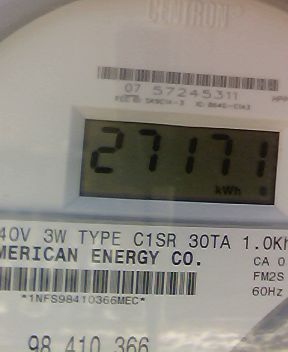 CENTRON®
07 57245311
27171
kWh
40V 3W TYPE C1SR 30TA 1.0Kh
MERICAN ENERGY CO.
CA 0
FM2S
*1NFS98410366MEC*
60Hz
98 410 366